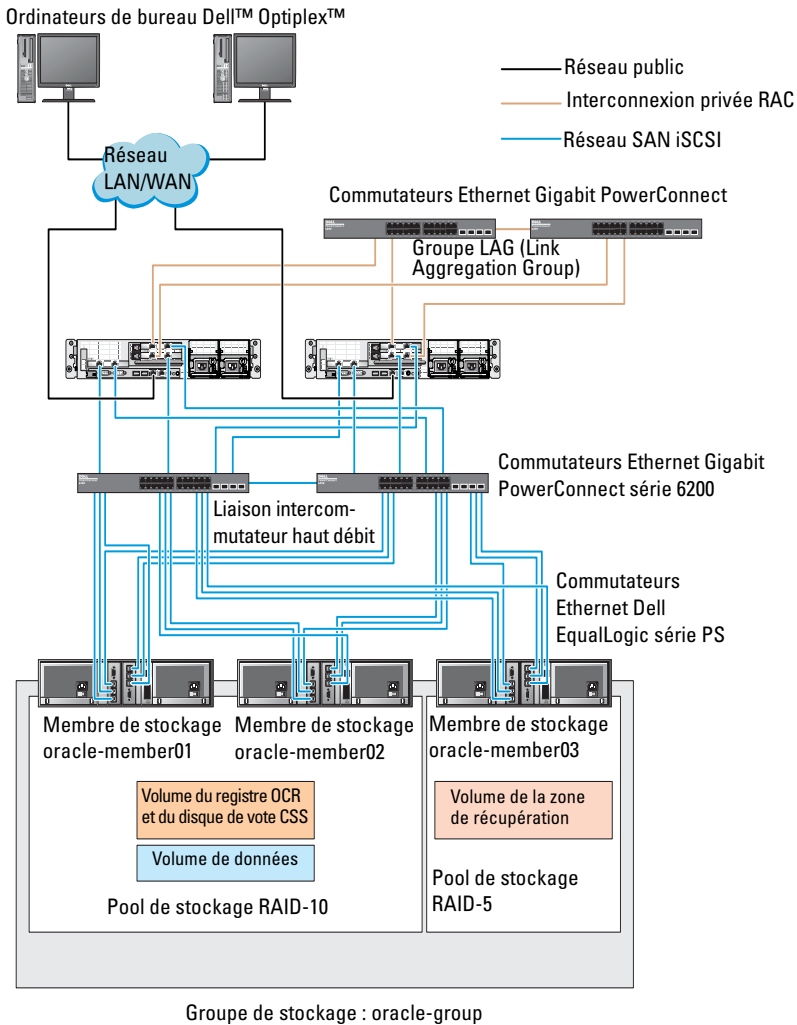 Ordinateurs de bureau Dell™ Optiplex™
Réseau public
Interconnexion privée RAC
Réseau SAN iSCSI
Réseau
LAN/WAN
Commutateurs Ethernet Gigabit PowerConnect
Groupe LAG (Link
Aggregation Group)
Commutateurs Ethernet Gigabit
PowerConnect série 6200
Liaison intercom-
mutateur haut débit
Commutateurs
Ethernet Dell
EqualLogic série PS
Membre de stockage
oracle-member01
Membre de stockage
oracle-member02
Membre de stockage
oracle-member03
Volume du registre OCR
et du disque de vote CSS
Volume de la zone
de récupération
Volume de données
Pool de stockage RAID-10
Pool de stockage
RAID-5
Groupe de stockage : oracle-group